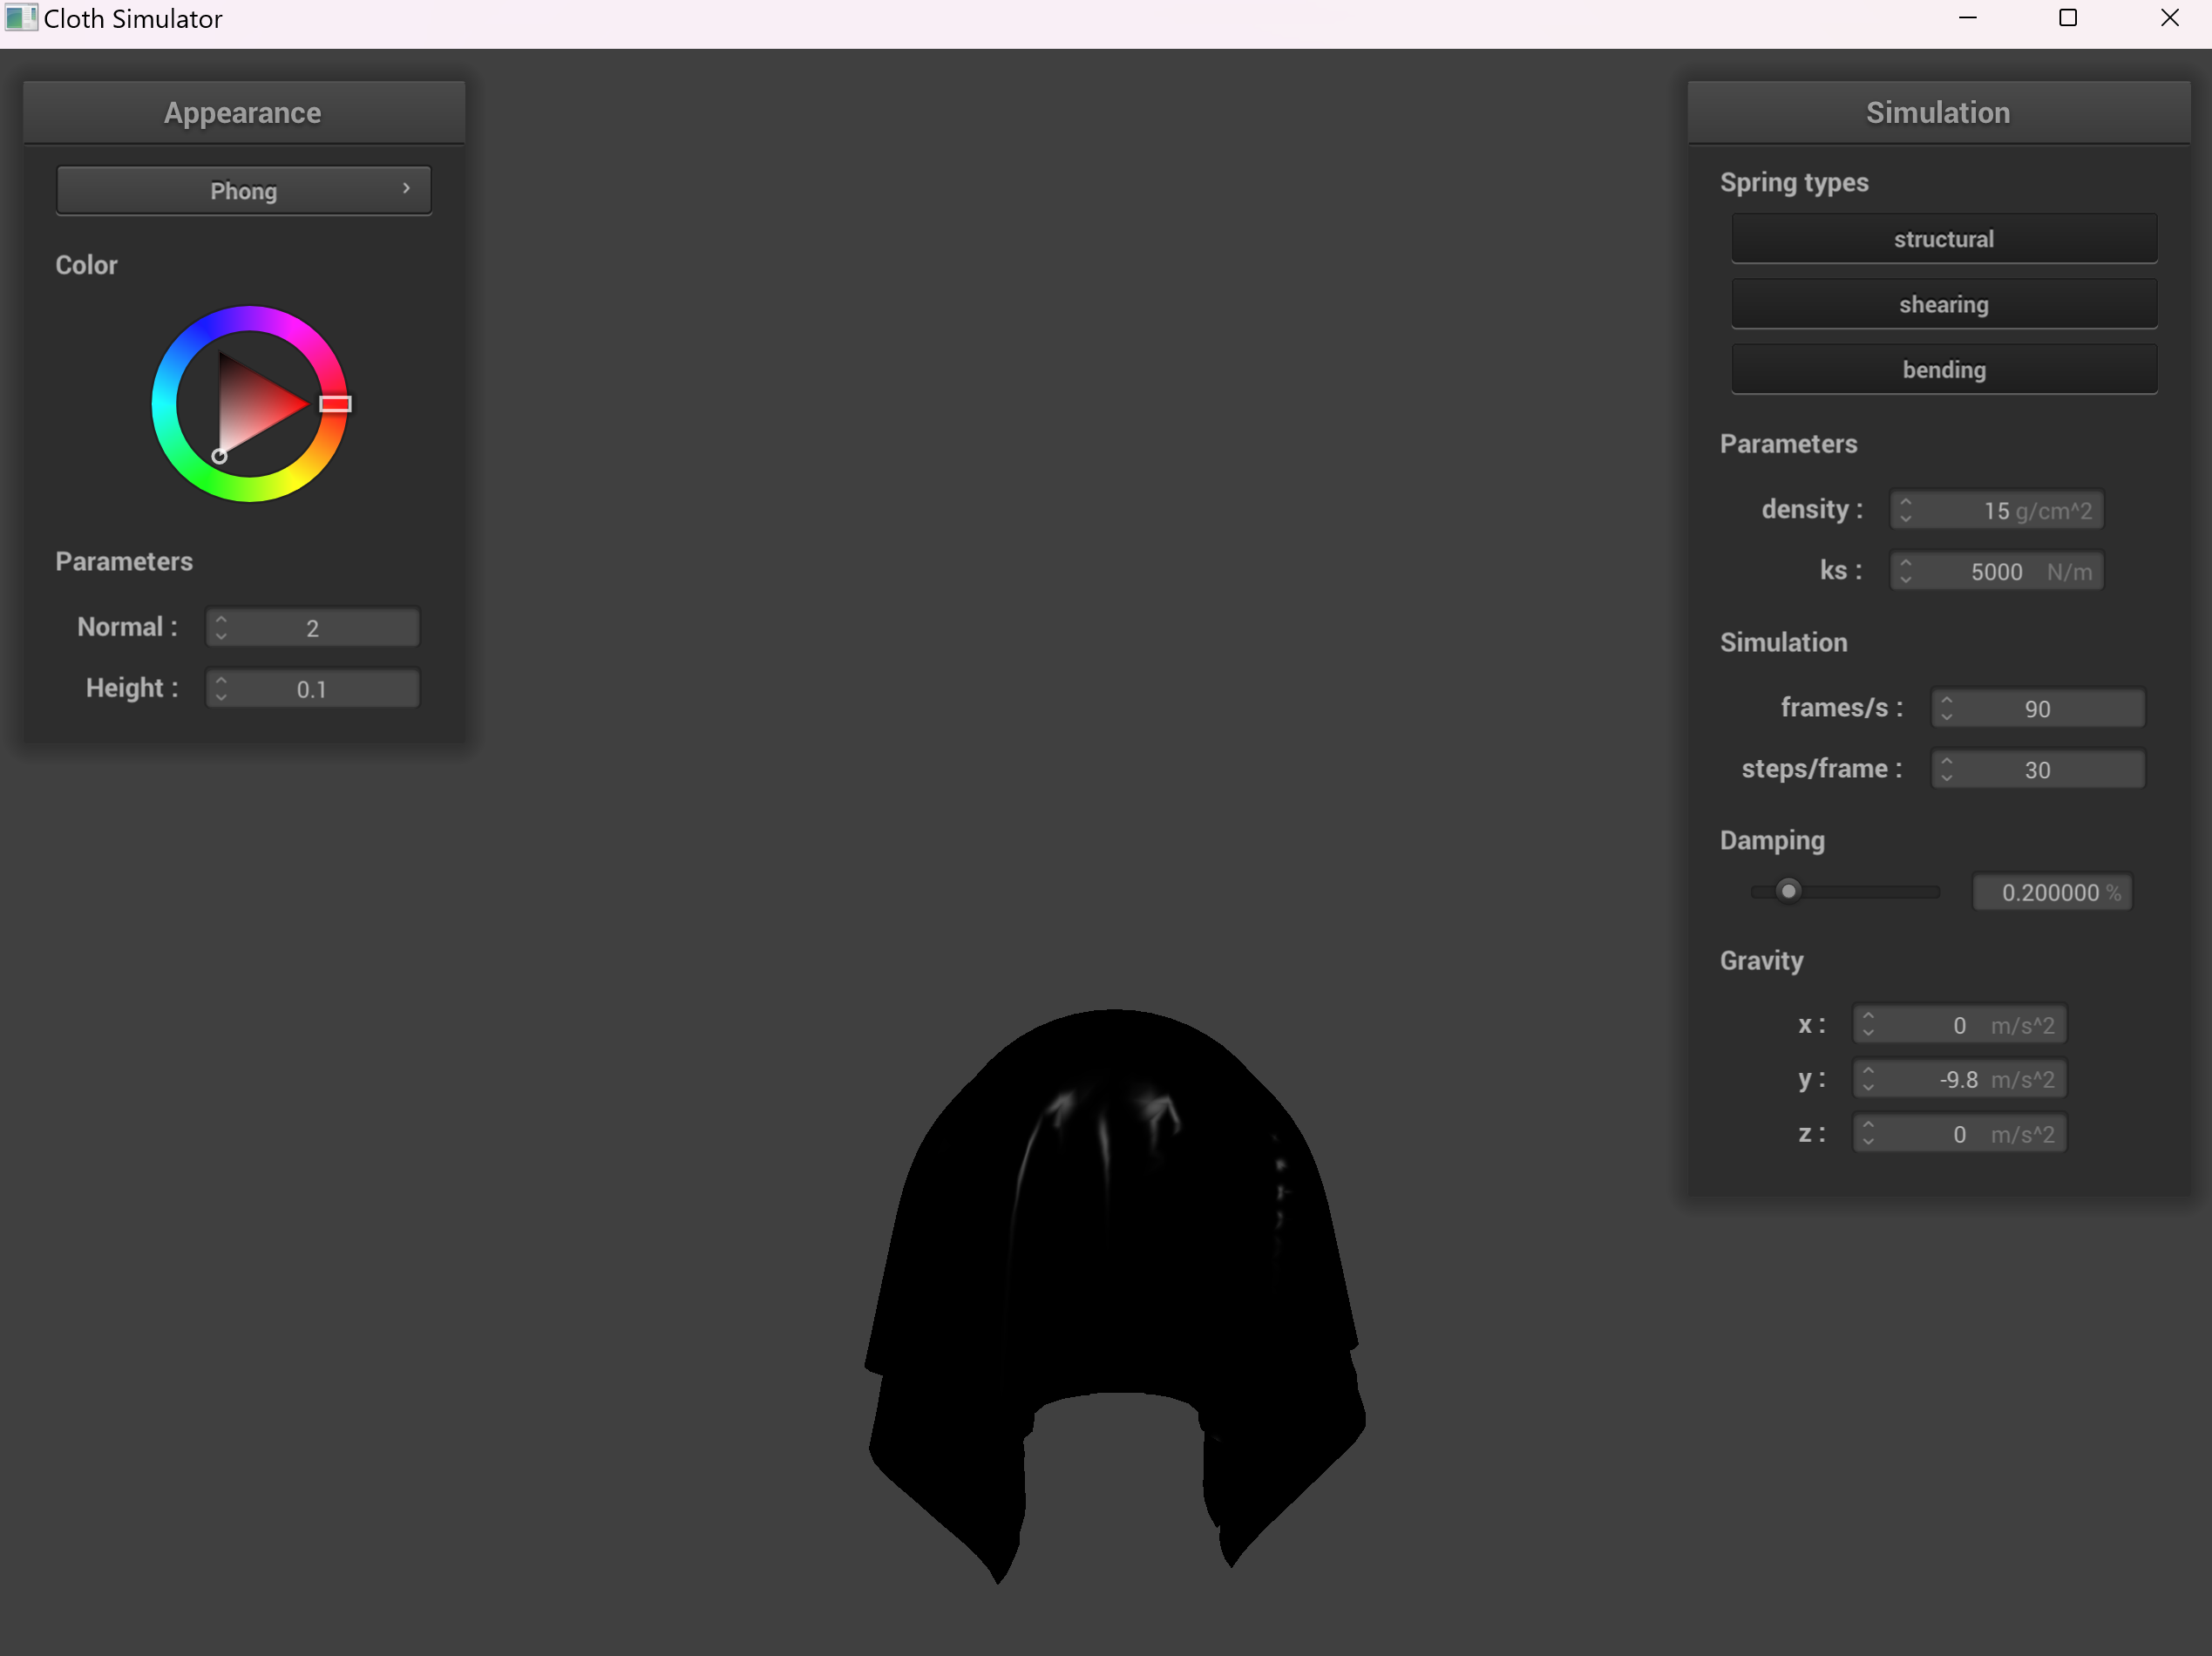 Cloth Simulator
Appearance
Phong
Color
Parameters
Normal : 2
Height : 0.1
Simulation
Spring types
structural
shearing
bending
Parameters
density : 15 g/cm^2
ks : 5000 N/m
Simulation
frames/s : 90
steps/frame : 30
Damping
0.200000 %
Gravity
x : 0 m/s^2
y : -9.8 m/s^2
z : 0 m/s^2